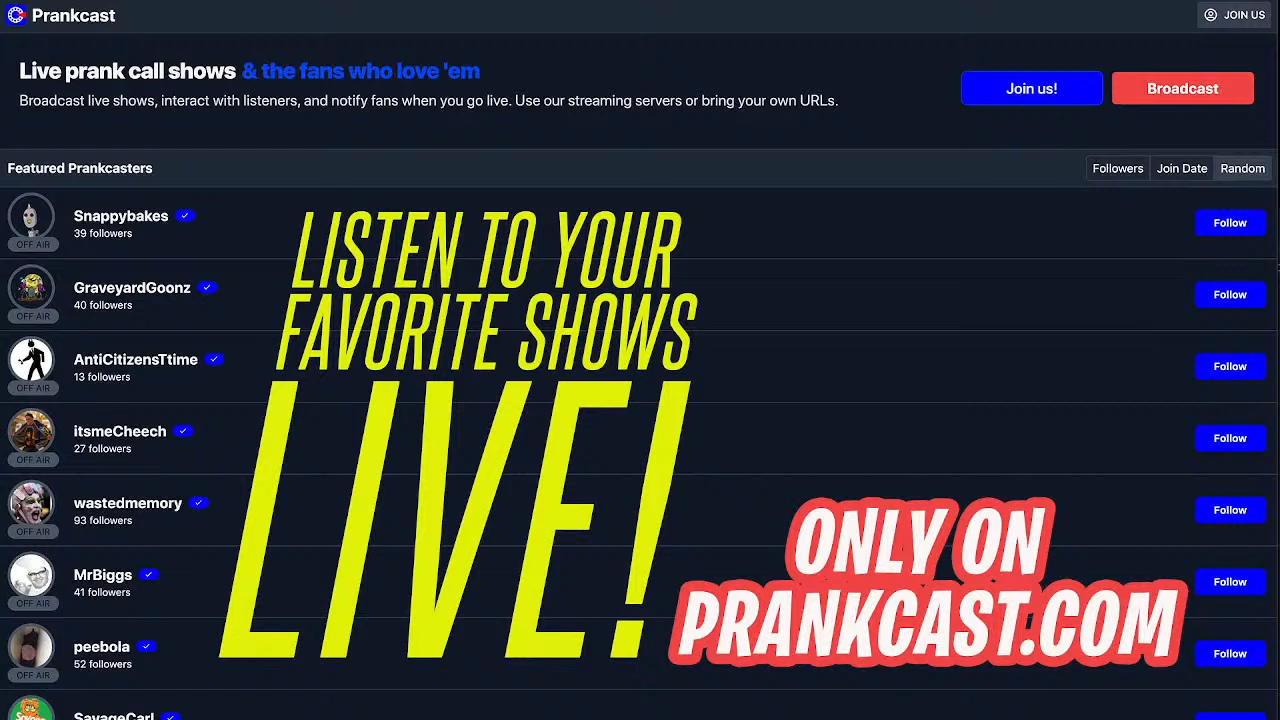 Prankcast
JOIN US
Live prank call shows & the fans who love 'em
Broadcast live shows, interact with listeners, and notify fans when you go live. Use our streaming servers or bring your own URLs.
Join us!
Broadcast
Featured Prankcasters
Followers
Join Date
Random
Snappybakes
39 followers
OFF AIR
Follow
GraveyardGoonz
40 followers
OFF AIR
Follow
AntiCitizensTtime
13 followers
OFF AIR
Follow
itsmeCheech
27 followers
OFF AIR
Follow
wastedmemory
93 followers
OFF AIR
Follow
MrBiggs
41 followers
OFF AIR
Follow
peebola
52 followers
OFF AIR
Follow
SavageCarl
LISTEN TO YOUR
FAVORITE SHOWS
LIVE!
ONLY ON
PRANKCAST.COM